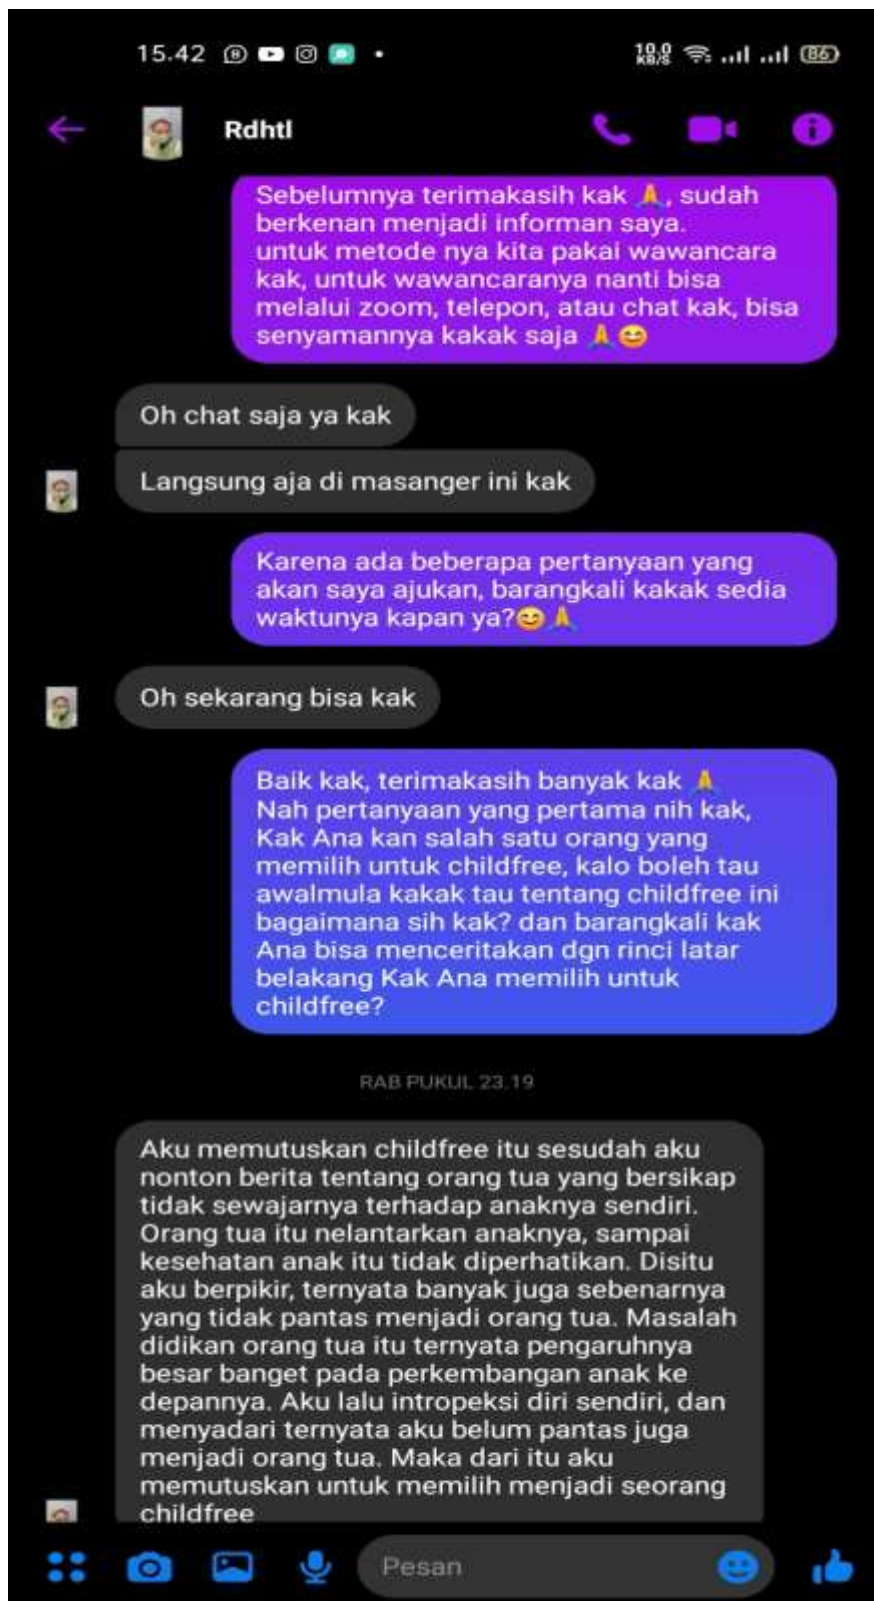 15.42
10.0 KB/S
86
Rdhtl
Sebelumnya terimakasih kak 🙏, sudah
berkenan menjadi informan saya.
untuk metode nya kita pakai wawancara
kak, untuk wawancaranya nanti bisa
melalui zoom, telepon, atau chat kak, bisa
senyamannya kakak saja 🙏😊
Oh chat saja ya kak
Langsung aja di masanger ini kak
Karena ada beberapa pertanyaan yang
akan saya ajukan, barangkali kakak sedia
waktunya kapan ya?😊🙏
Oh sekarang bisa kak
Baik kak, terimakasih banyak kak 🙏
Nah pertanyaan yang pertama nih kak,
Kak Ana kan salah satu orang yang
memilih untuk childfree, kalo boleh tau
awalmula kakak tau tentang childfree ini
bagaimana sih kak? dan barangkali kak
Ana bisa menceritakan dgn rinci latar
belakang Kak Ana memilih untuk
childfree?
RAB PUKUL 23.19
Aku memutuskan childfree itu sesudah aku
nonton berita tentang orang tua yang bersikap
tidak sewajarnya terhadap anaknya sendiri.
Orang tua itu nelantarkan anaknya, sampai
kesehatan anak itu tidak diperhatikan. Disitu
aku berpikir, ternyata banyak juga sebenarnya
yang tidak pantas menjadi orang tua. Masalah
didikan orang tua itu ternyata pengaruhnya
besar banget pada perkembangan anak ke
depannya. Aku lalu intropeksi diri sendiri, dan
menyadari ternyata aku belum pantas juga
menjadi orang tua. Maka dari itu aku
memutuskan untuk memilih menjadi seorang
childfree
Pesan